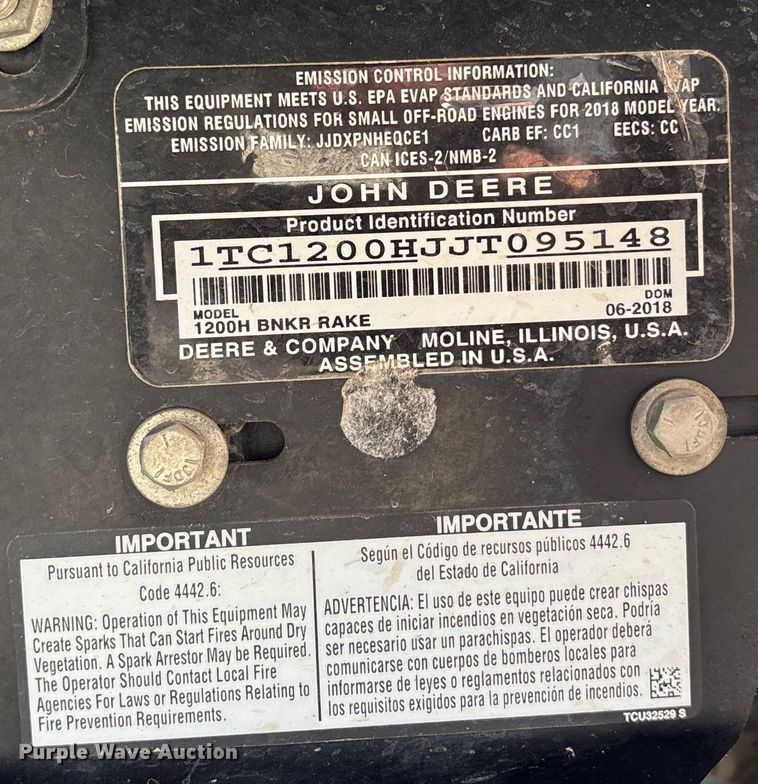 EMISSION CONTROL INFORMATION:
THIS EQUIPMENT MEETS U.S. EPA EVAP STANDARDS AND CALIFORNIA EVAP
EMISSION REGULATIONS FOR SMALL OFF-ROAD ENGINES FOR 2018 MODEL YEAR.
EMISSION FAMILY: JJDXPNHEQCE1 CARB EF: CC1 EECS: CC
CAN ICES-2/NMB-2
JOHN DEERE
Product Identification Number
1TC1200HJJT095148
MODEL DOM
1200H BNKR RAKE 06-2018
DEERE & COMPANY MOLINE, ILLINOIS, U.S.A.
ASSEMBLED IN U.S.A.
IMPORTANT
Pursuant to California Public Resources
Code 4442.6:
WARNING: Operation of This Equipment May
Create Sparks That Can Start Fires Around Dry
Vegetation. A Spark Arrestor May be Required.
The Operator Should Contact Local Fire
Agencies For Laws or Regulations Relating to
Fire Prevention Requirements.
IMPORTANTE
Según el Código de recursos públicos 4442.6
del Estado de California
ADVERTENCIA: El uso de este equipo puede crear chispas
capaces de iniciar incendios en vegetación seca. Podría
ser necesario usar un parachispas. El operador deberá
comunicarse con cuerpos de bomberos locales para
informarse de leyes o reglamentos relacionados con
los requisitos exigidos para la prevención de incendios.
TCU32529 S
Purple Wave Auction